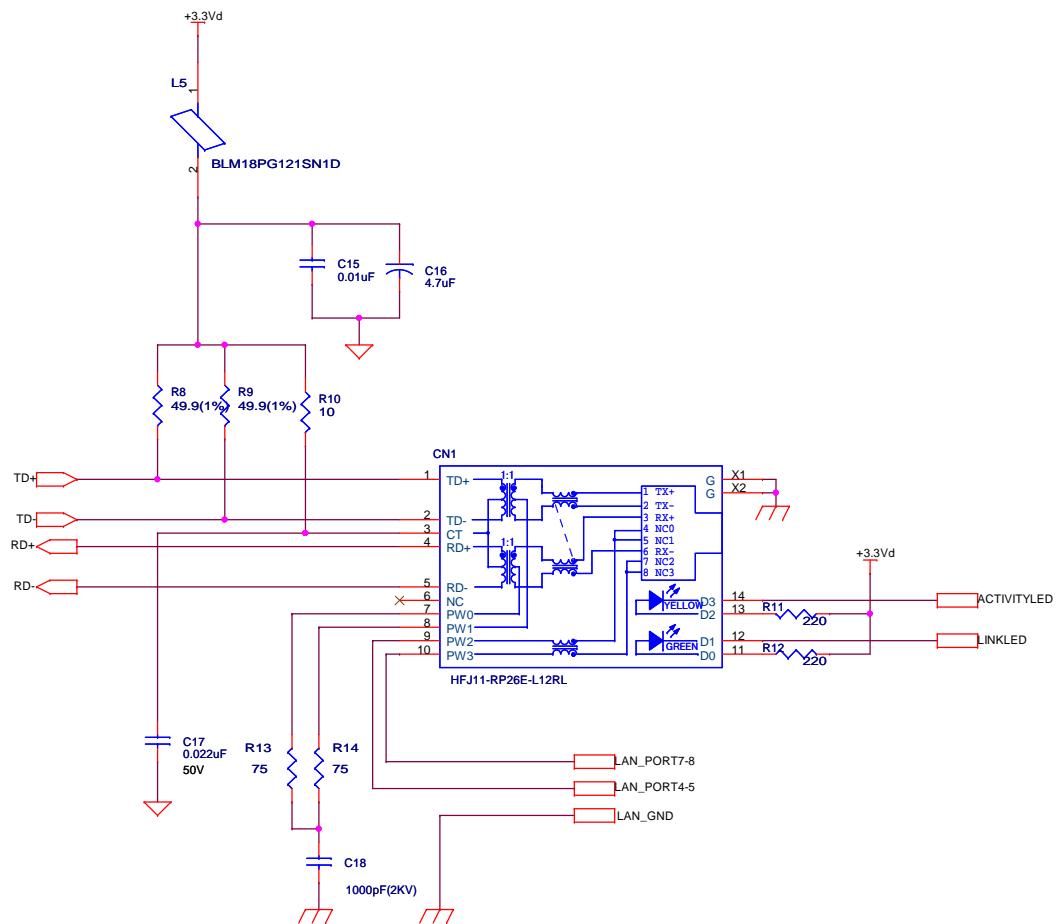 +3.3Vd
L5
1
2
BLM18PG121SN1D
C15
0.01uF
C16
4.7uF
R8
49.9(1%)
R9
49.9(1%)
R10
10
CN1
TD+
TD-
RD+
RD-
1
2
3
4
5
6
7
8
9
10
TD+
TD-
CT
RD+
RD-
NC
PW0
PW1
PW2
PW3
1:1
1:1
1 TX+
2 TX-
3 RX+
4 NC0
5 NC1
6 RX-
7 NC2
8 NC3
G
G
X1
X2
YELLOW
GREEN
D3
D2
D1
D0
14
13
12
11
+3.3Vd
R11
220
R12
220
ACTIVITYLED
LINKLED
HFJ11-RP26E-L12RL
C17
0.022uF
50V
R13
75
R14
75
LAN_PORT7-8
LAN_PORT4-5
LAN_GND
C18
1000pF(2KV)